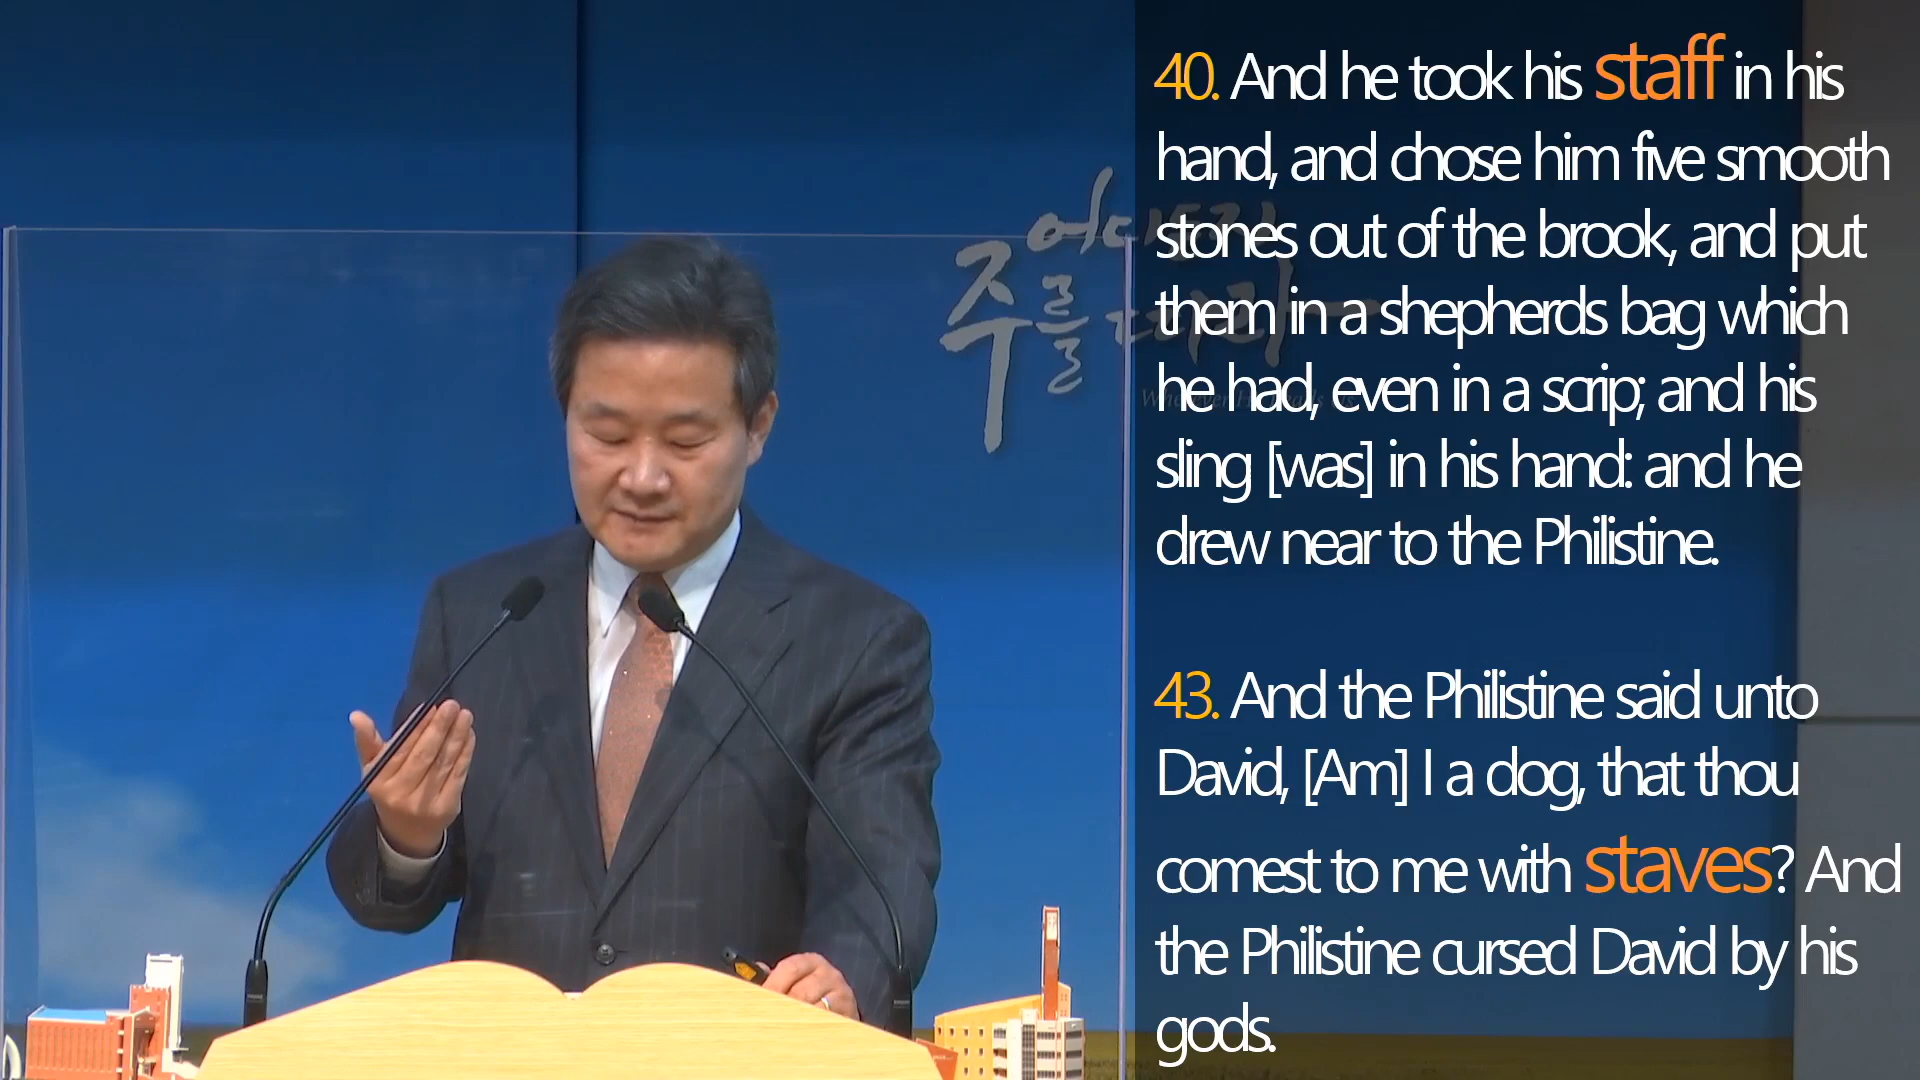 40. And he took his staff in his
hand, and chose him five smooth
stones out of the brook, and put
them in a shepherds bag which
he had, even in a scrip; and his
sling [was] in his hand: and he
drew near to the Philistine.
43. And the Philistine said unto
David, [Am] I a dog, that thou
comest to me with staves? And
the Philistine cursed David by his
gods.
주를